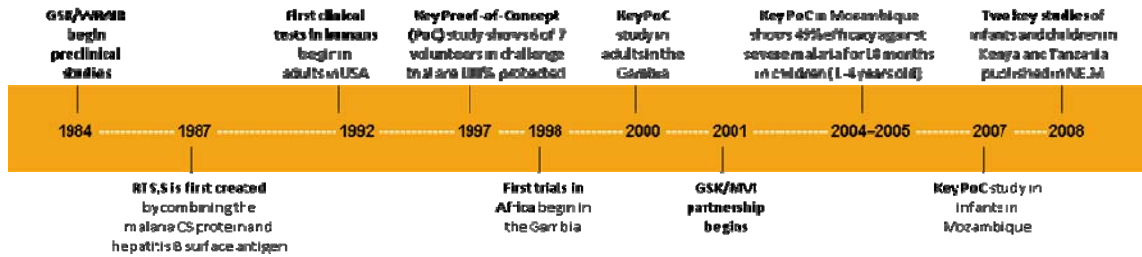 GSK/WRAIR
begin
preclinical
studies
First clinical
tests in humans
begin in
adults in USA
Key Proof-of-Concept
(PoC) study shows 6 of 7
volunteers in challenge
trial are 100% protected
Key PoC
study in
adults in the
Gambia
Key PoC in Mozambique
shows 49% efficacy against
severe malaria for 18 months
in children (1-4 years old)
Two key studies of
infants and children in
Kenya and Tanzania
published in NEJM
1984 1987 1992 1997 1998 2000 2001 2004–2005 2007 2008
RTS,S is first created
by combining the
malaria CS protein and
hepatitis B surface antigen
First trials in
Africa begin in
the Gambia
GSK/MVI
partnership
begins
Key PoC study in
infants in
Mozambique